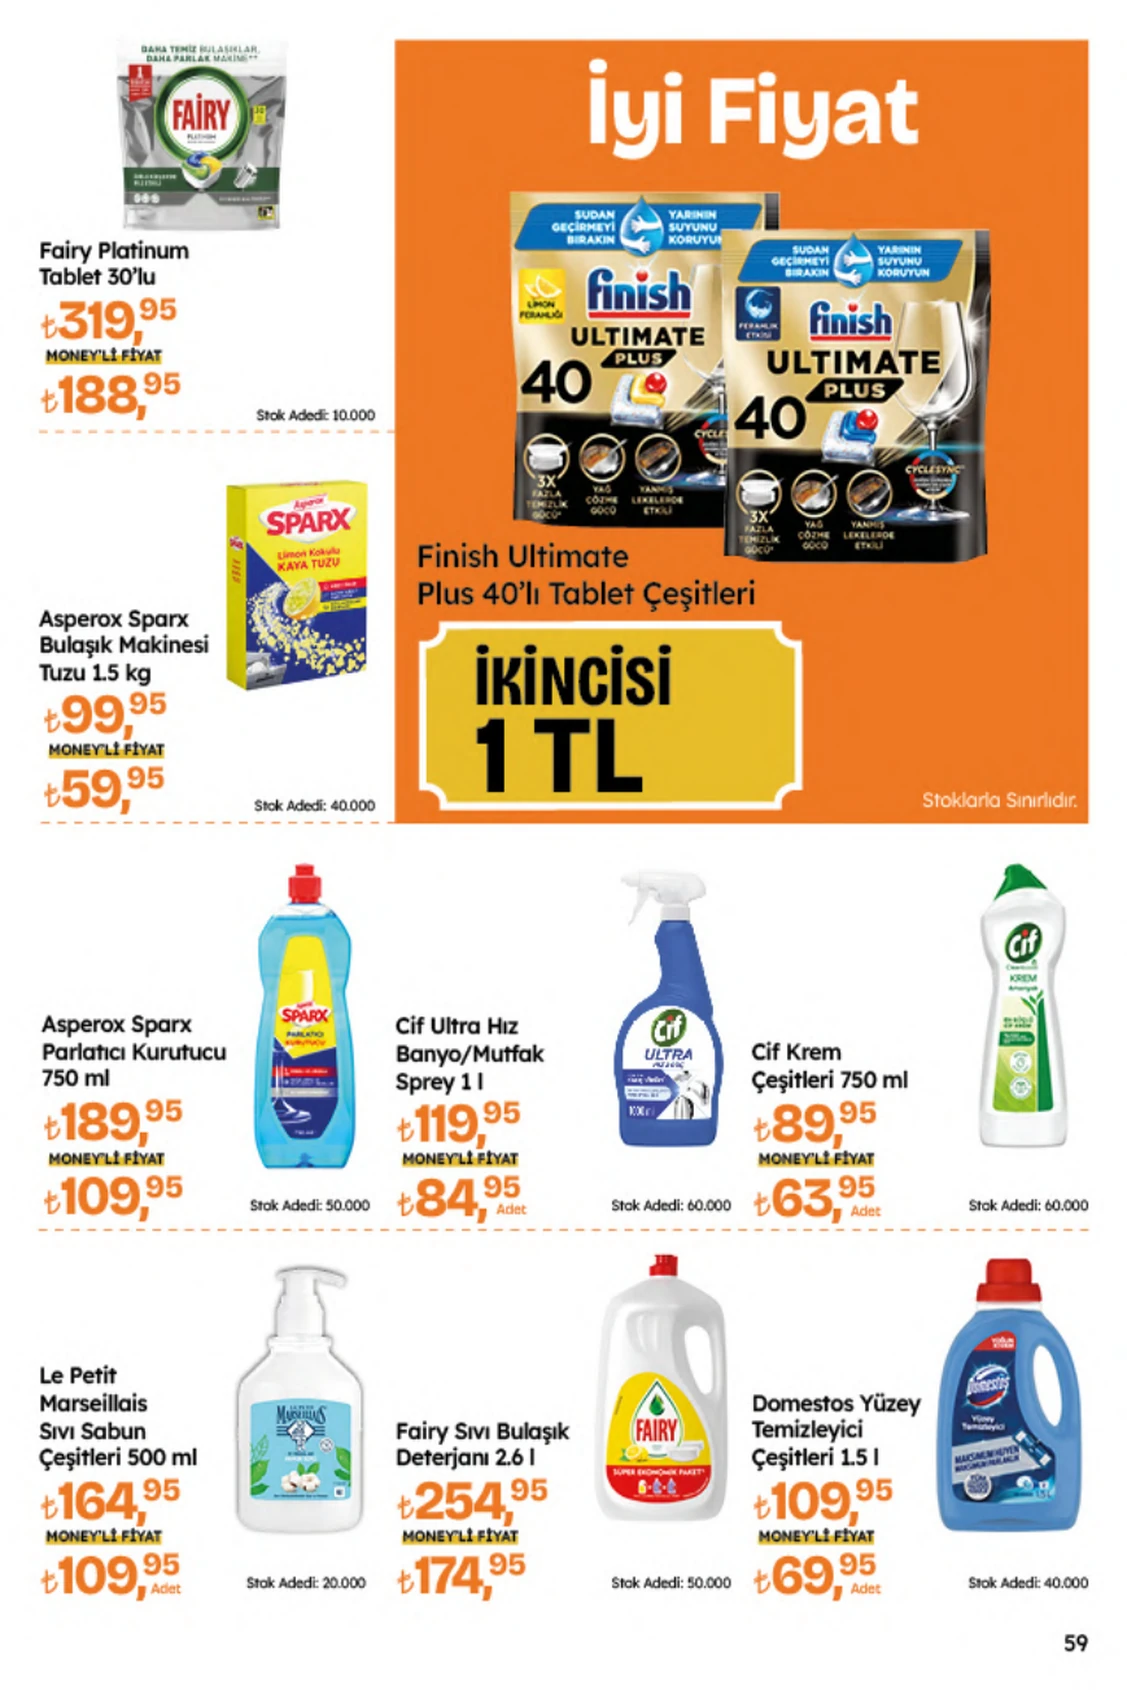 DAHA TEMİZ BULAŞIKLAR,
DAHA PARLAK MAKİNE**
FAIRY
PLATINUM
Fairy Platinum
Tablet 30'lu
₺319,95
MONEY'Lİ FİYAT
₺188,95
Stok Adedi: 10.000
İyi Fiyat
SUDAN GEÇİRMEYİ BIRAKIN
YARININ SUYUNU KORUYUN
LİMON FERAHLIĞI
finish
ULTIMATE
PLUS
40
3X FAZLA TEMİZLİK GÜCÜ*
YAĞ ÇÖZME GÜCÜ
YANMIŞ LEKELERDE ETKİLİ
SUDAN GEÇİRMEYİ BIRAKIN
YARININ SUYUNU KORUYUN
FERAHLIK ETKİSİ
finish
ULTIMATE
PLUS
40
CYCLESYNC
3X FAZLA TEMİZLİK GÜCÜ*
YAĞ ÇÖZME GÜCÜ
YANMIŞ LEKELERDE ETKİLİ
Finish Ultimate
Plus 40'lı Tablet Çeşitleri
İKİNCİSİ
1 TL
Stoklarla Sınırlıdır.
Asperox
SPARX
Limon Kokulu
KAYA TUZU
Asperox Sparx
Bulaşık Makinesi
Tuzu 1.5 kg
₺99,95
MONEY'Lİ FİYAT
₺59,95
Stok Adedi: 40.000
SPARX
PARLATICI
KURUTUCU
Asperox Sparx
Parlatıcı Kurutucu
750 ml
₺189,95
MONEY'Lİ FİYAT
₺109,95
Stok Adedi: 50.000
Cif
ULTRA
1000 ml
Cif Ultra Hız
Banyo/Mutfak
Sprey 1 l
₺119,95
MONEY'Lİ FİYAT
₺84,95 Adet
Stok Adedi: 60.000
Cif
KREM
Cif Krem
Çeşitleri 750 ml
₺89,95
MONEY'Lİ FİYAT
₺63,95 Adet
Stok Adedi: 60.000
LE PETIT
MARSEILLAIS
Le Petit
Marseillais
Sıvı Sabun
Çeşitleri 500 ml
₺164,95
MONEY'Lİ FİYAT
₺109,95 Adet
Stok Adedi: 20.000
FAIRY
SÜPER EKONOMİK PAKET*
Fairy Sıvı Bulaşık
Deterjanı 2.6 l
₺254,95
MONEY'Lİ FİYAT
₺174,95
Stok Adedi: 50.000
DOMESTOS
Yüzey
Temizleyici
MAKSİMUM HİJYEN
MAKSİMUM PARLAKLIK
Domestos Yüzey
Temizleyici
Çeşitleri 1.5 l
₺109,95
MONEY'Lİ FİYAT
₺69,95 Adet
Stok Adedi: 40.000
59